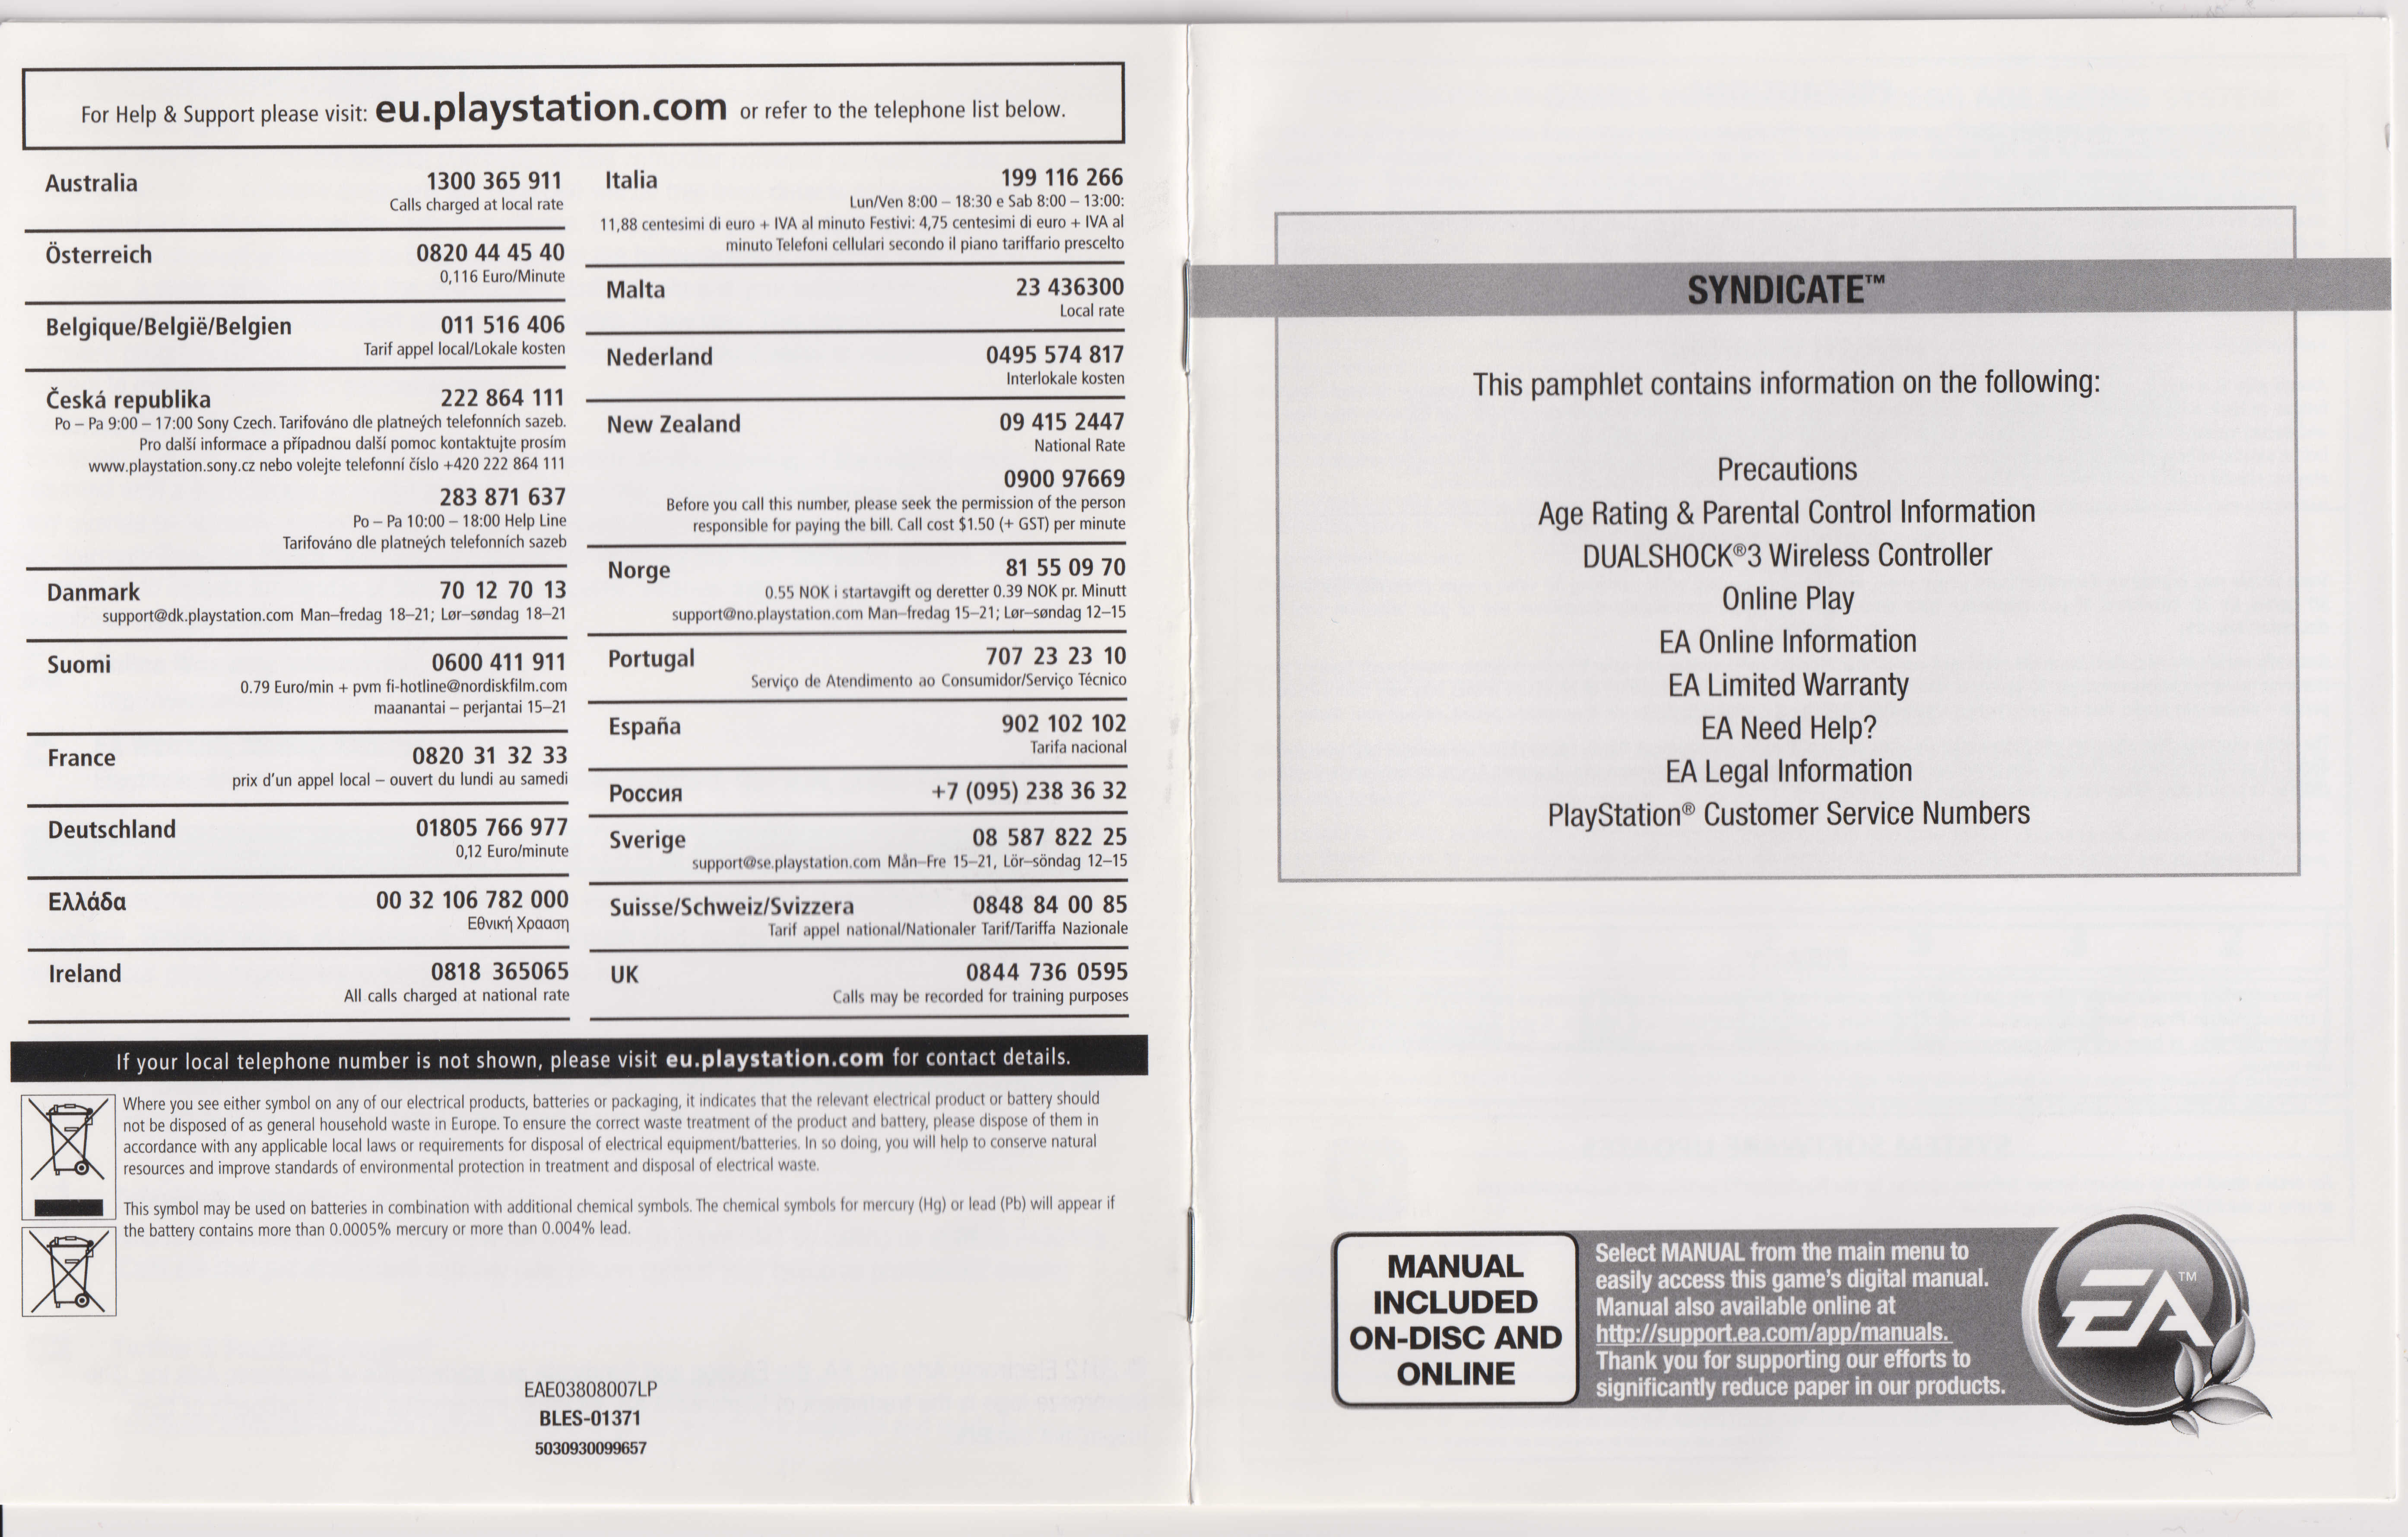 For Help & Support please visit: eu.playstation.com or refer to the telephone list below.
Australia 1300 365 911
Calls charged at local rate
Österreich 0820 44 45 40
0,116 Euro/Minute
Belgique/België/Belgien 011 516 406
Tarif appel local/Lokale kosten
Česká republika 222 864 111
Po – Pa 9:00 – 17:00 Sony Czech. Tarifováno dle platneých telefonních sazeb.
Pro další informace a případnou další pomoc kontaktujte prosím
www.playstation.sony.cz nebo volejte telefonní číslo +420 222 864 111
283 871 637
Po – Pa 10:00 – 18:00 Help Line
Tarifováno dle platneých telefonních sazeb
Danmark 70 12 70 13
support@dk.playstation.com Man–fredag 18–21; Lør–søndag 18–21
Suomi 0600 411 911
0.79 Euro/min + pvm fi-hotline@nordiskfilm.com
maanantai – perjantai 15–21
France 0820 31 32 33
prix d'un appel local – ouvert du lundi au samedi
Deutschland 01805 766 977
0,12 Euro/minute
Ελλάδα 00 32 106 782 000
Εθνική Χρααση
Ireland 0818 365065
All calls charged at national rate
Italia 199 116 266
Lun/Ven 8:00 – 18:30 e Sab 8:00 – 13:00:
11,88 centesimi di euro + IVA al minuto Festivi: 4,75 centesimi di euro + IVA al
minuto Telefoni cellulari secondo il piano tariffario prescelto
Malta 23 436300
Local rate
Nederland 0495 574 817
Interlokale kosten
New Zealand 09 415 2447
National Rate
0900 97669
Before you call this number, please seek the permission of the person
responsible for paying the bill. Call cost $1.50 (+ GST) per minute
Norge 81 55 09 70
0.55 NOK i startavgift og deretter 0.39 NOK pr. Minutt
support@no.playstation.com Man–fredag 15–21; Lør–søndag 12–15
Portugal 707 23 23 10
Serviço de Atendimento ao Consumidor/Serviço Técnico
España 902 102 102
Tarifa nacional
Россия +7 (095) 238 36 32
Sverige 08 587 822 25
support@se.playstation.com Mån–Fre 15–21, Lör–söndag 12–15
Suisse/Schweiz/Svizzera 0848 84 00 85
Tarif appel national/Nationaler Tarif/Tariffa Nazionale
UK 0844 736 0595
Calls may be recorded for training purposes
If your local telephone number is not shown, please visit eu.playstation.com for contact details.
Where you see either symbol on any of our electrical products, batteries or packaging, it indicates that the relevant electrical product or battery should
not be disposed of as general household waste in Europe. To ensure the correct waste treatment of the product and battery, please dispose of them in
accordance with any applicable local laws or requirements for disposal of electrical equipment/batteries. In so doing, you will help to conserve natural
resources and improve standards of environmental protection in treatment and disposal of electrical waste.
This symbol may be used on batteries in combination with additional chemical symbols. The chemical symbols for mercury (Hg) or lead (Pb) will appear if
the battery contains more than 0.0005% mercury or more than 0.004% lead.
EAE03808007LP
BLES-01371
5030930099657
SYNDICATE™
This pamphlet contains information on the following:
Precautions
Age Rating & Parental Control Information
DUALSHOCK®3 Wireless Controller
Online Play
EA Online Information
EA Limited Warranty
EA Need Help?
EA Legal Information
PlayStation® Customer Service Numbers
MANUAL
INCLUDED
ON-DISC AND
ONLINE
Select MANUAL from the main menu to
easily access this game's digital manual.
Manual also available online at
http://support.ea.com/app/manuals.
Thank you for supporting our efforts to
significantly reduce paper in our products.
EA™